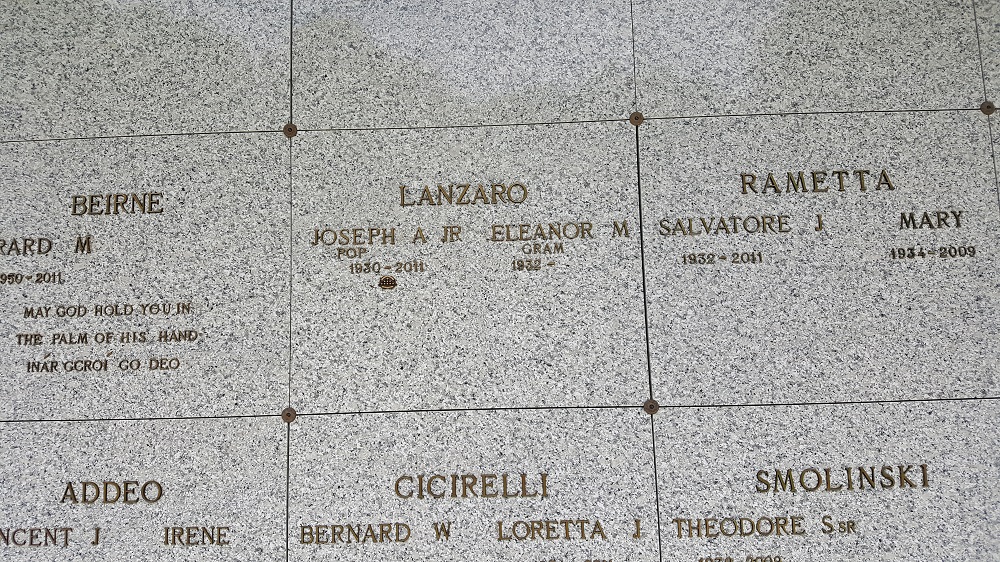 BEIRNE
RARD M
1950-2011
MAY GOD HOLD YOU IN
THE PALM OF HIS HAND
INÁR GCROÍ GO DEO
LANZARO
JOSEPH A JR ELEANOR M
POP GRAM
1930-2011 1932-
RAMETTA
SALVATORE J MARY
1932-2011 1934-2009
ADDEO
NCENT J IRENE
CICIRELLI
BERNARD W LORETTA J
SMOLINSKI
THEODORE S SR